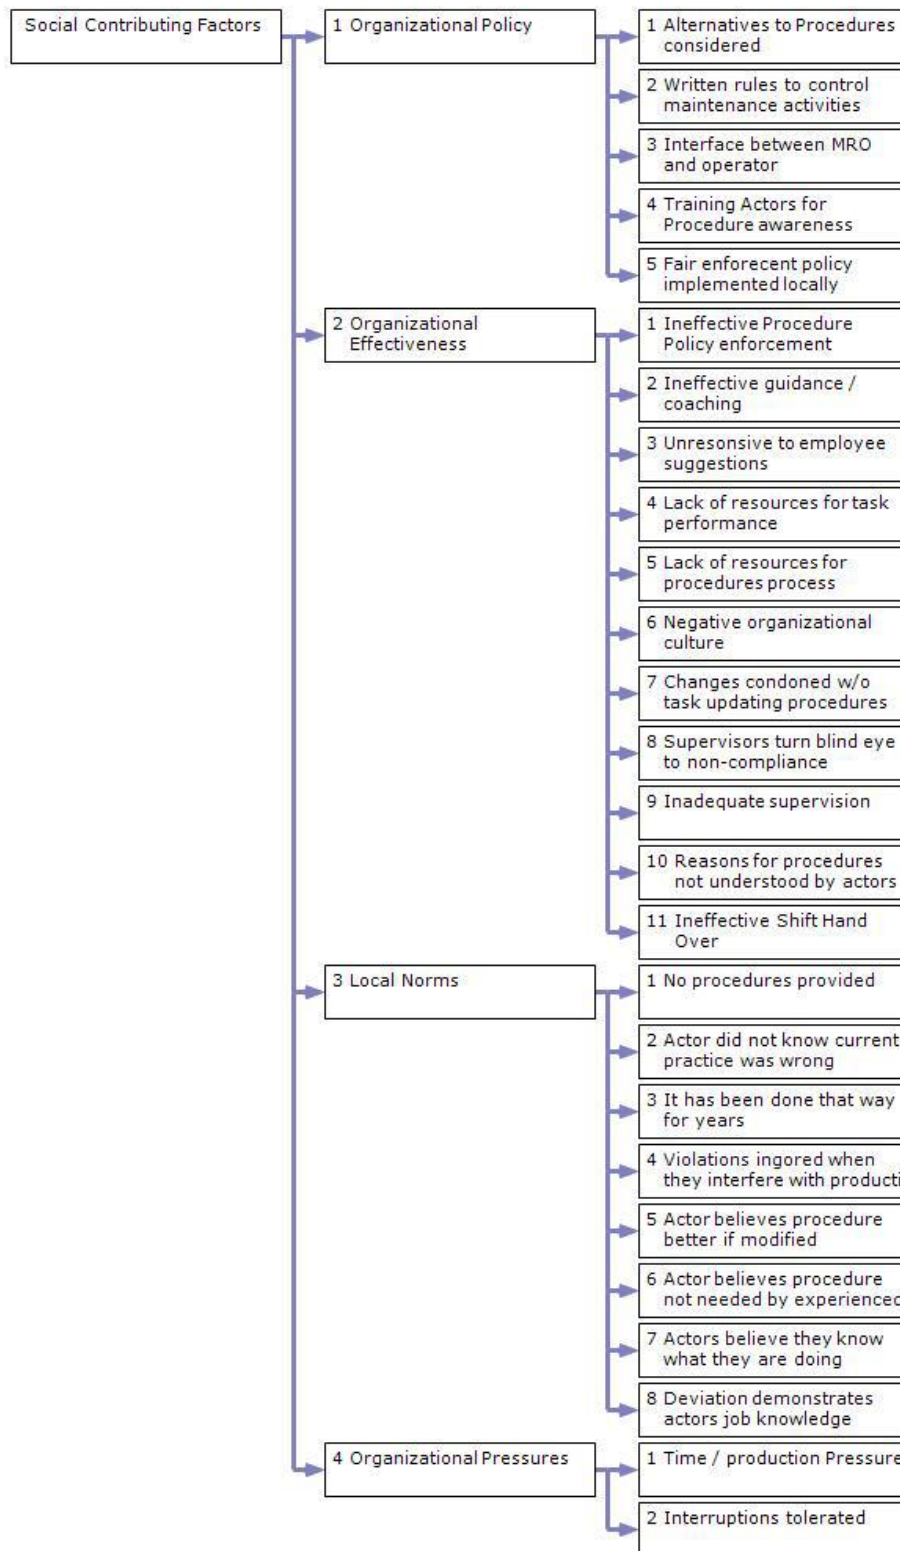 Social Contributing Factors
1 Organizational Policy
1 Alternatives to Procedures
considered
2 Written rules to control
maintenance activities
3 Interface between MRO
and operator
4 Training Actors for
Procedure awareness
5 Fair enforecent policy
implemented locally
2 Organizational
Effectiveness
1 Ineffective Procedure
Policy enforcement
2 Ineffective guidance /
coaching
3 Unresonsive to employee
suggestions
4 Lack of resources for task
performance
5 Lack of resources for
procedures process
6 Negative organizational
culture
7 Changes condoned w/o
task updating procedures
8 Supervisors turn blind eye
to non-compliance
9 Inadequate supervision
10 Reasons for procedures
not understood by actors
11 Ineffective Shift Hand
Over
3 Local Norms
1 No procedures provided
2 Actor did not know current
practice was wrong
3 It has been done that way
for years
4 Violations ingored when
they interfere with producti
5 Actor believes procedure
better if modified
6 Actor believes procedure
not needed by experienced
7 Actors believe they know
what they are doing
8 Deviation demonstrates
actors job knowledge
4 Organizational Pressures
1 Time / production Pressure
2 Interruptions tolerated